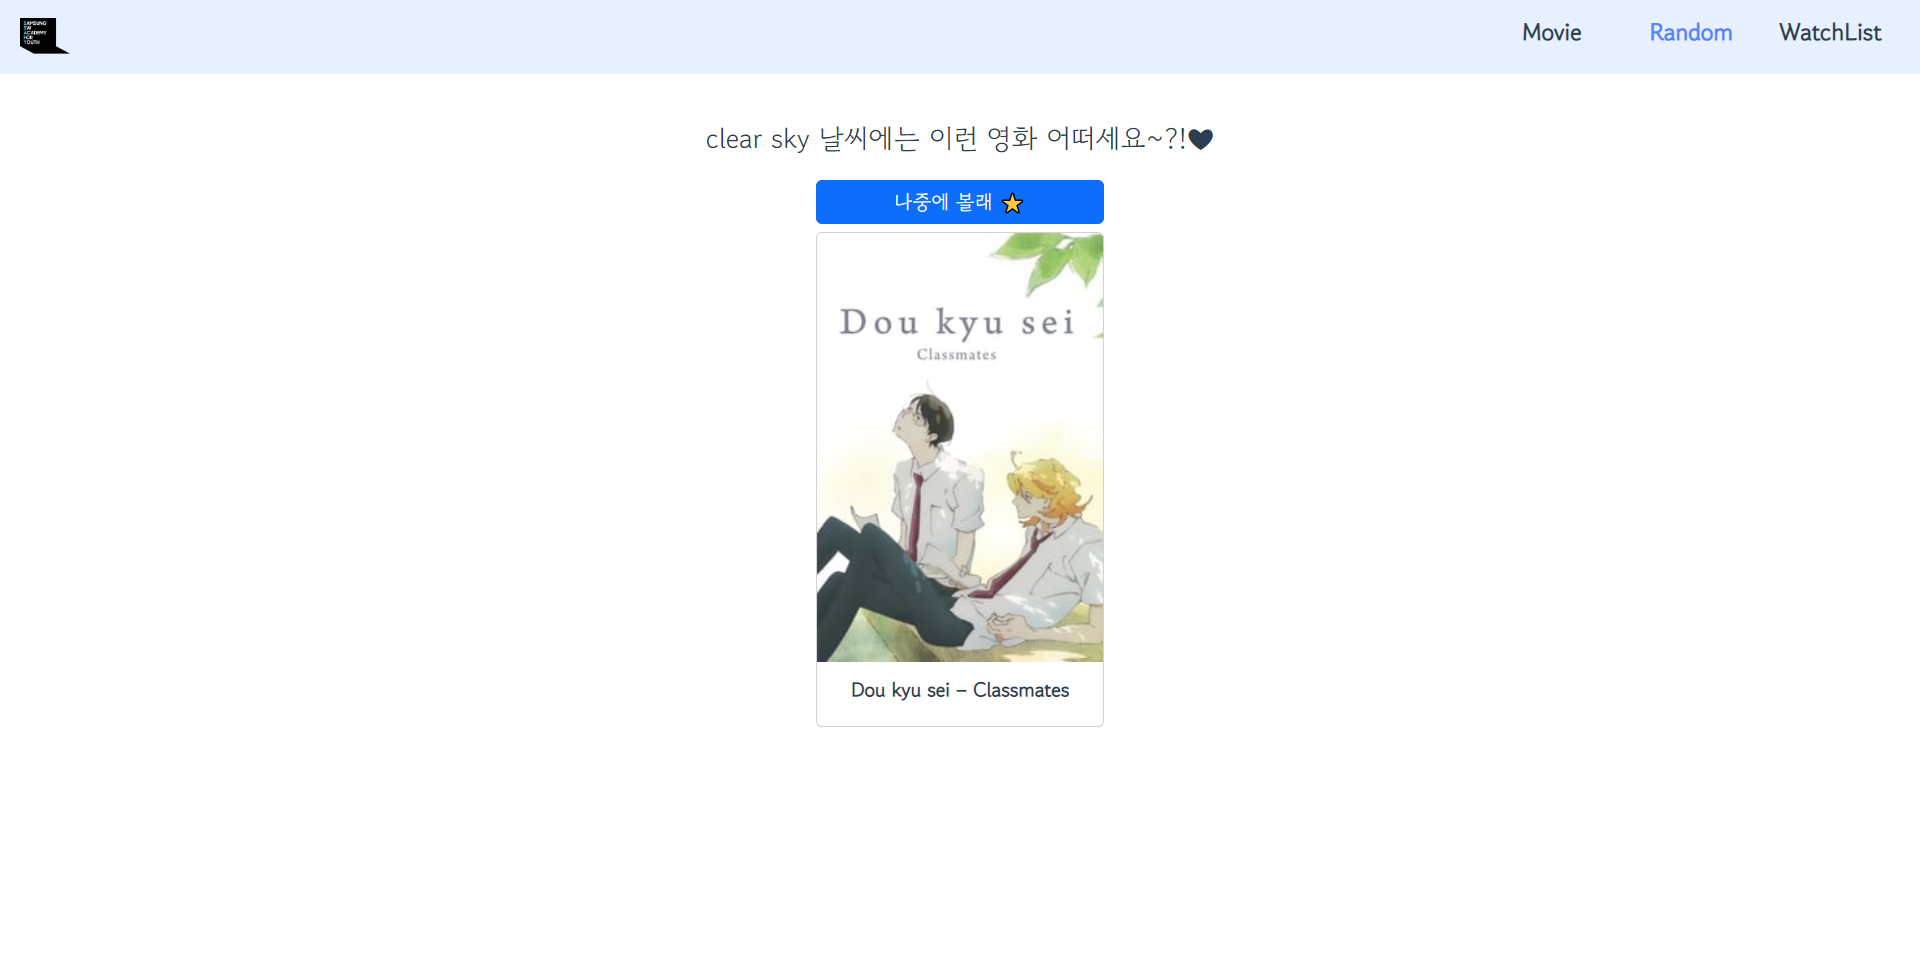 SAMSUNG
SW
ACADEMY
FOR
YOUTH
Movie Random WatchList
clear sky 날씨에는 이런 영화 어떠세요~?!♥
나중에 볼래 ⭐
Dou kyu sei
Classmates
Dou kyu sei – Classmates